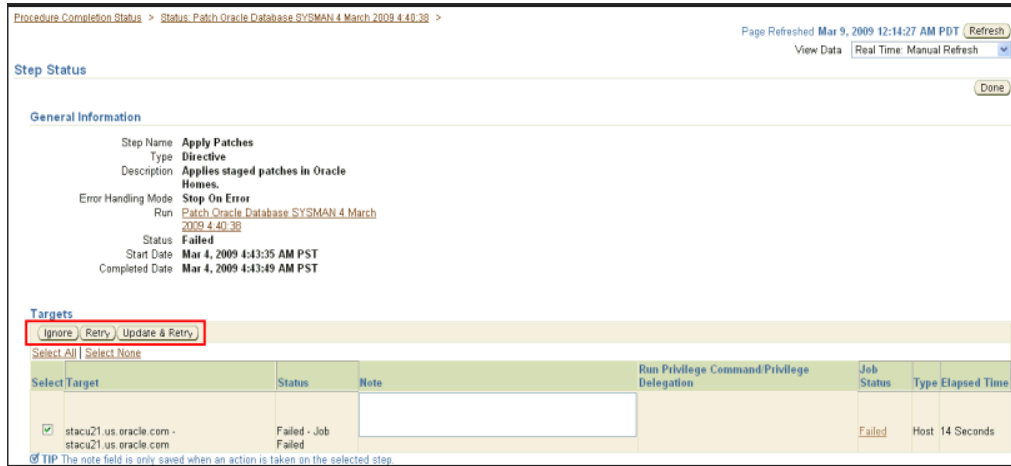 Procedure Completion Status > Status: Patch Oracle Database SYSMAN 4 March 2009 4:40:38 >
Page Refreshed Mar 9, 2009 12:14:27 AM PDT Refresh
View Data Real Time: Manual Refresh
Step Status
Done
General Information
Step Name Apply Patches
Type Directive
Description Applies staged patches in Oracle
Homes.
Error Handling Mode Stop On Error
Run Patch Oracle Database SYSMAN 4 March
2009 4:40:38
Status Failed
Start Date Mar 4, 2009 4:43:35 AM PST
Completed Date Mar 4, 2009 4:43:49 AM PST
Targets
Ignore Retry Update & Retry
Select All | Select None
Select Target Status Note Run Privilege Command/Privilege Delegation Job Status Type Elapsed Time
stacu21.us.oracle.com - Failed - Job Failed Host 14 Seconds
stacu21.us.oracle.com Failed
TIP The note field is only saved when an action is taken on the selected step.